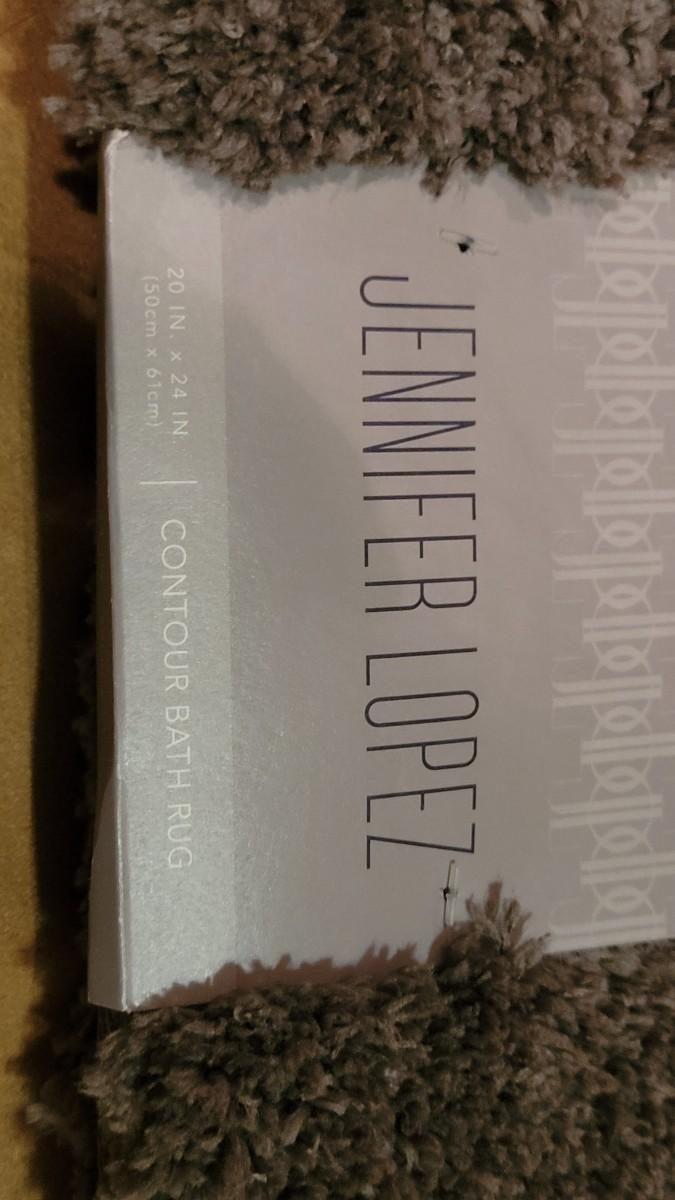 JENNIFER LOPEZ
20 IN. x 24 IN.
(50cm x 61cm)
CONTOUR BATH RUG